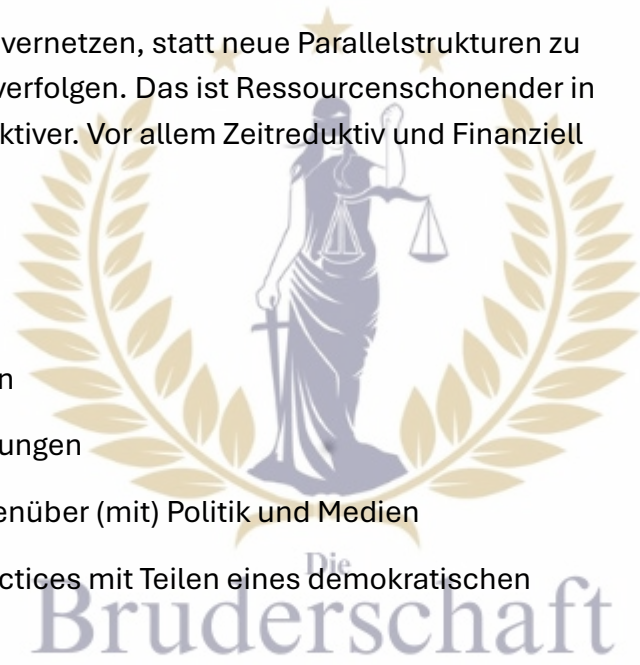 vernetzen, statt neue Parallelstrukturen zu
verfolgen. Das ist Ressourcenschonender in
ktiver. Vor allem Zeitreduktiv und Finanziell
n
ungen
enüber (mit) Politik und Medien
ctices mit Teilen eines demokratischen
Die
Bruderschaft